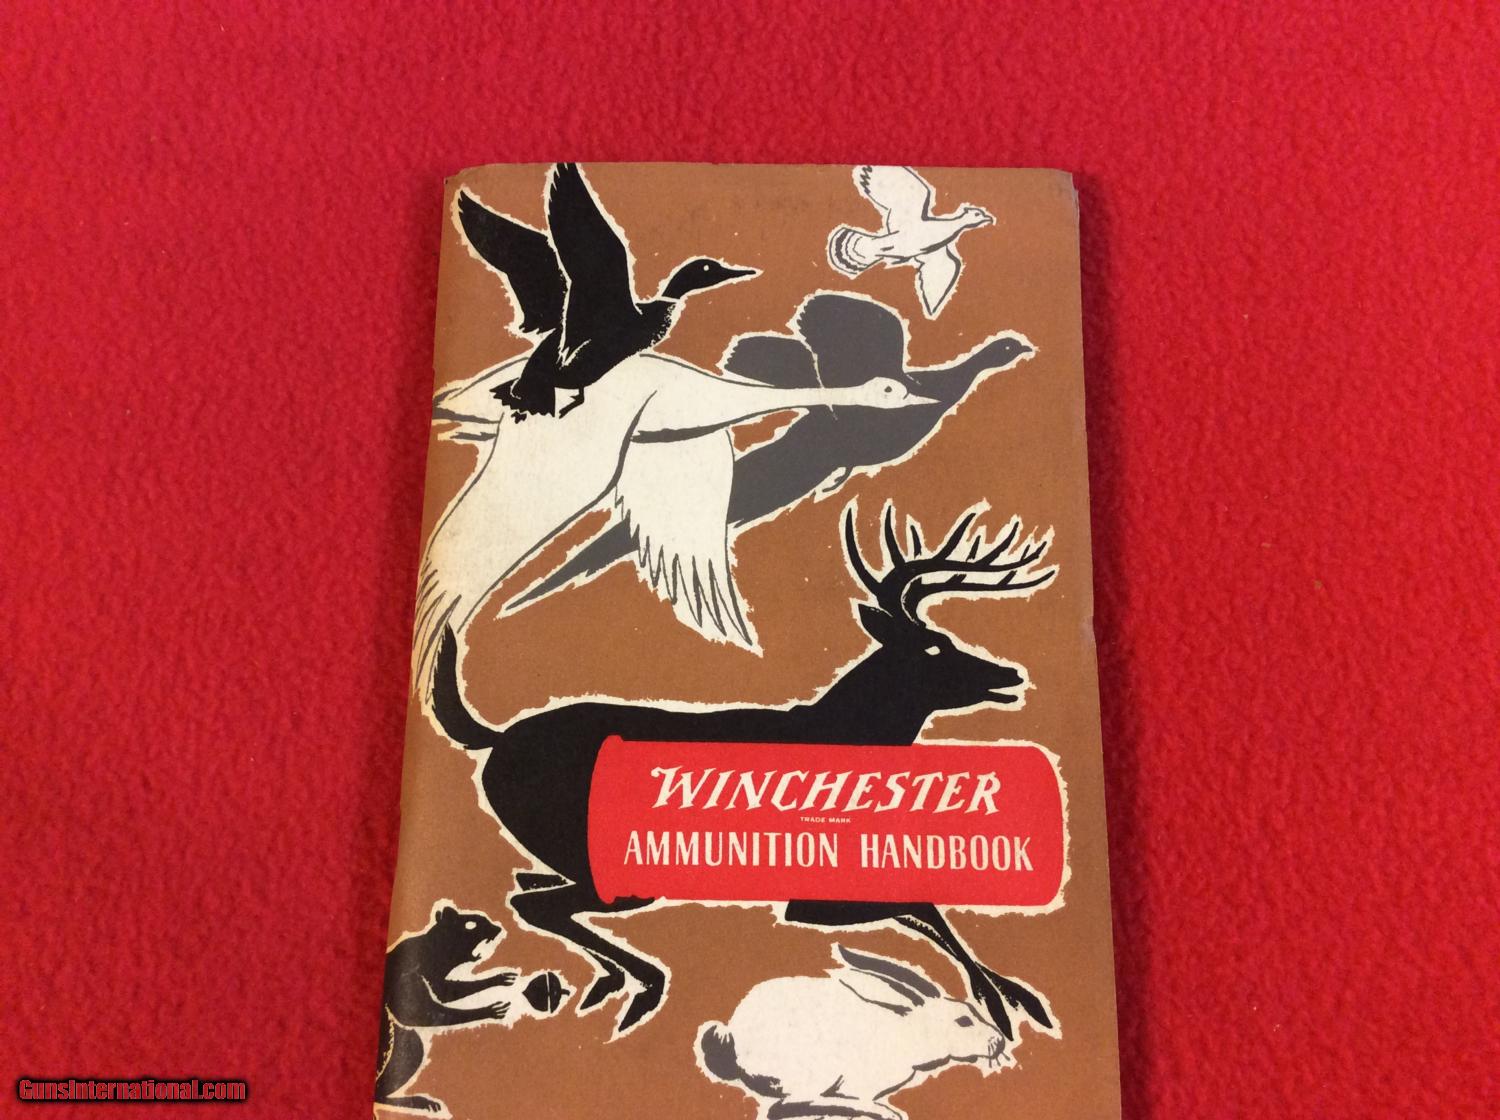 WINCHESTER
TRADE MARK
AMMUNITION HANDBOOK
GunsInternational.com